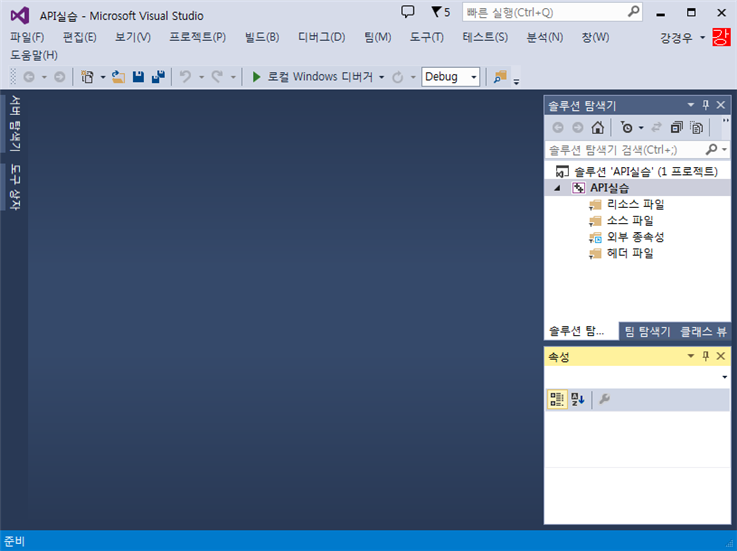 API실습 - Microsoft Visual Studio
5
빠른 실행(Ctrl+Q)
파일(F) 편집(E) 보기(V) 프로젝트(P) 빌드(B) 디버그(D) 팀(M) 도구(T) 테스트(S) 분석(N) 창(W)
강경우 강
도움말(H)
로컬 Windows 디버거 Debug
서버 탐색기
도구 상자
솔루션 탐색기
솔루션 탐색기 검색(Ctrl+;)
솔루션 'API실습' (1 프로젝트)
API실습
리소스 파일
소스 파일
외부 종속성
헤더 파일
솔루션 탐... 팀 탐색기 클래스 뷰
속성
준비